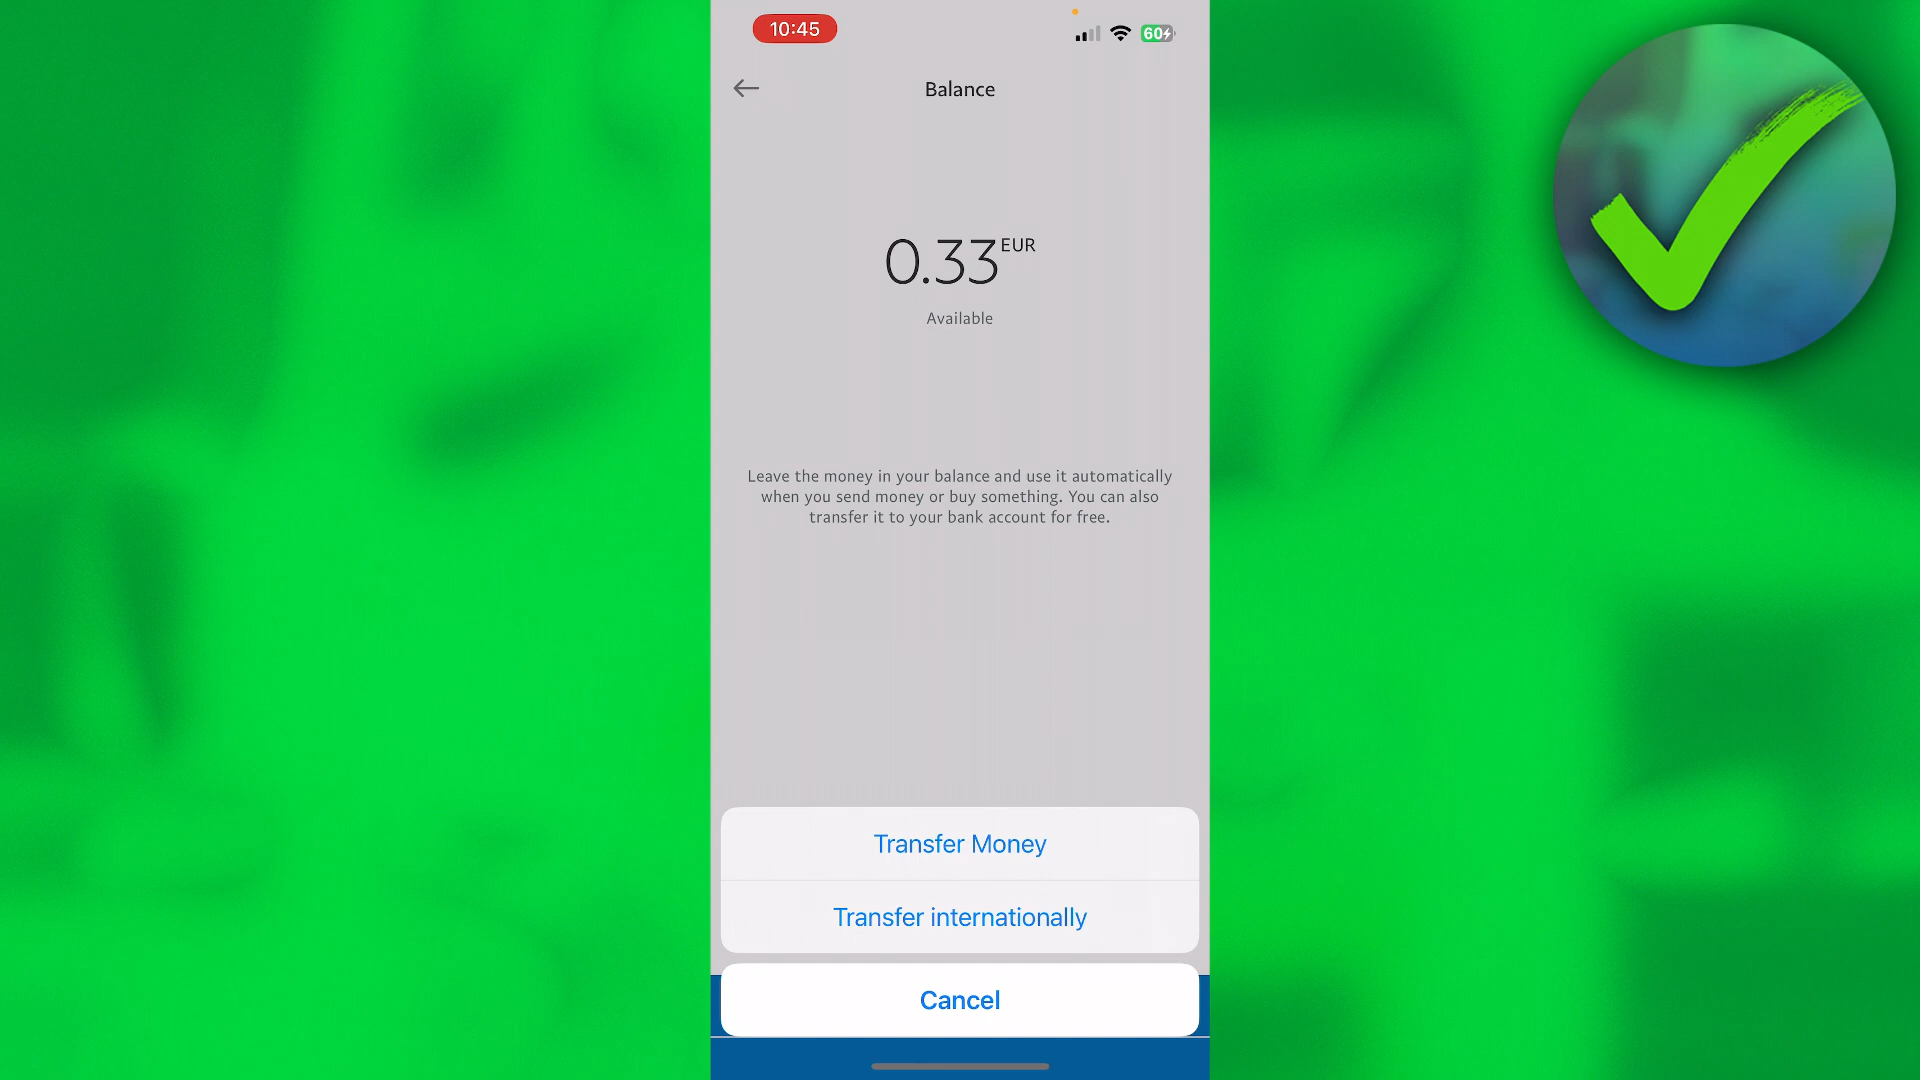 10:45
60
Balance
0.33 EUR
Available
Leave the money in your balance and use it automatically
when you send money or buy something. You can also
transfer it to your bank account for free.
Transfer Money
Transfer internationally
Cancel